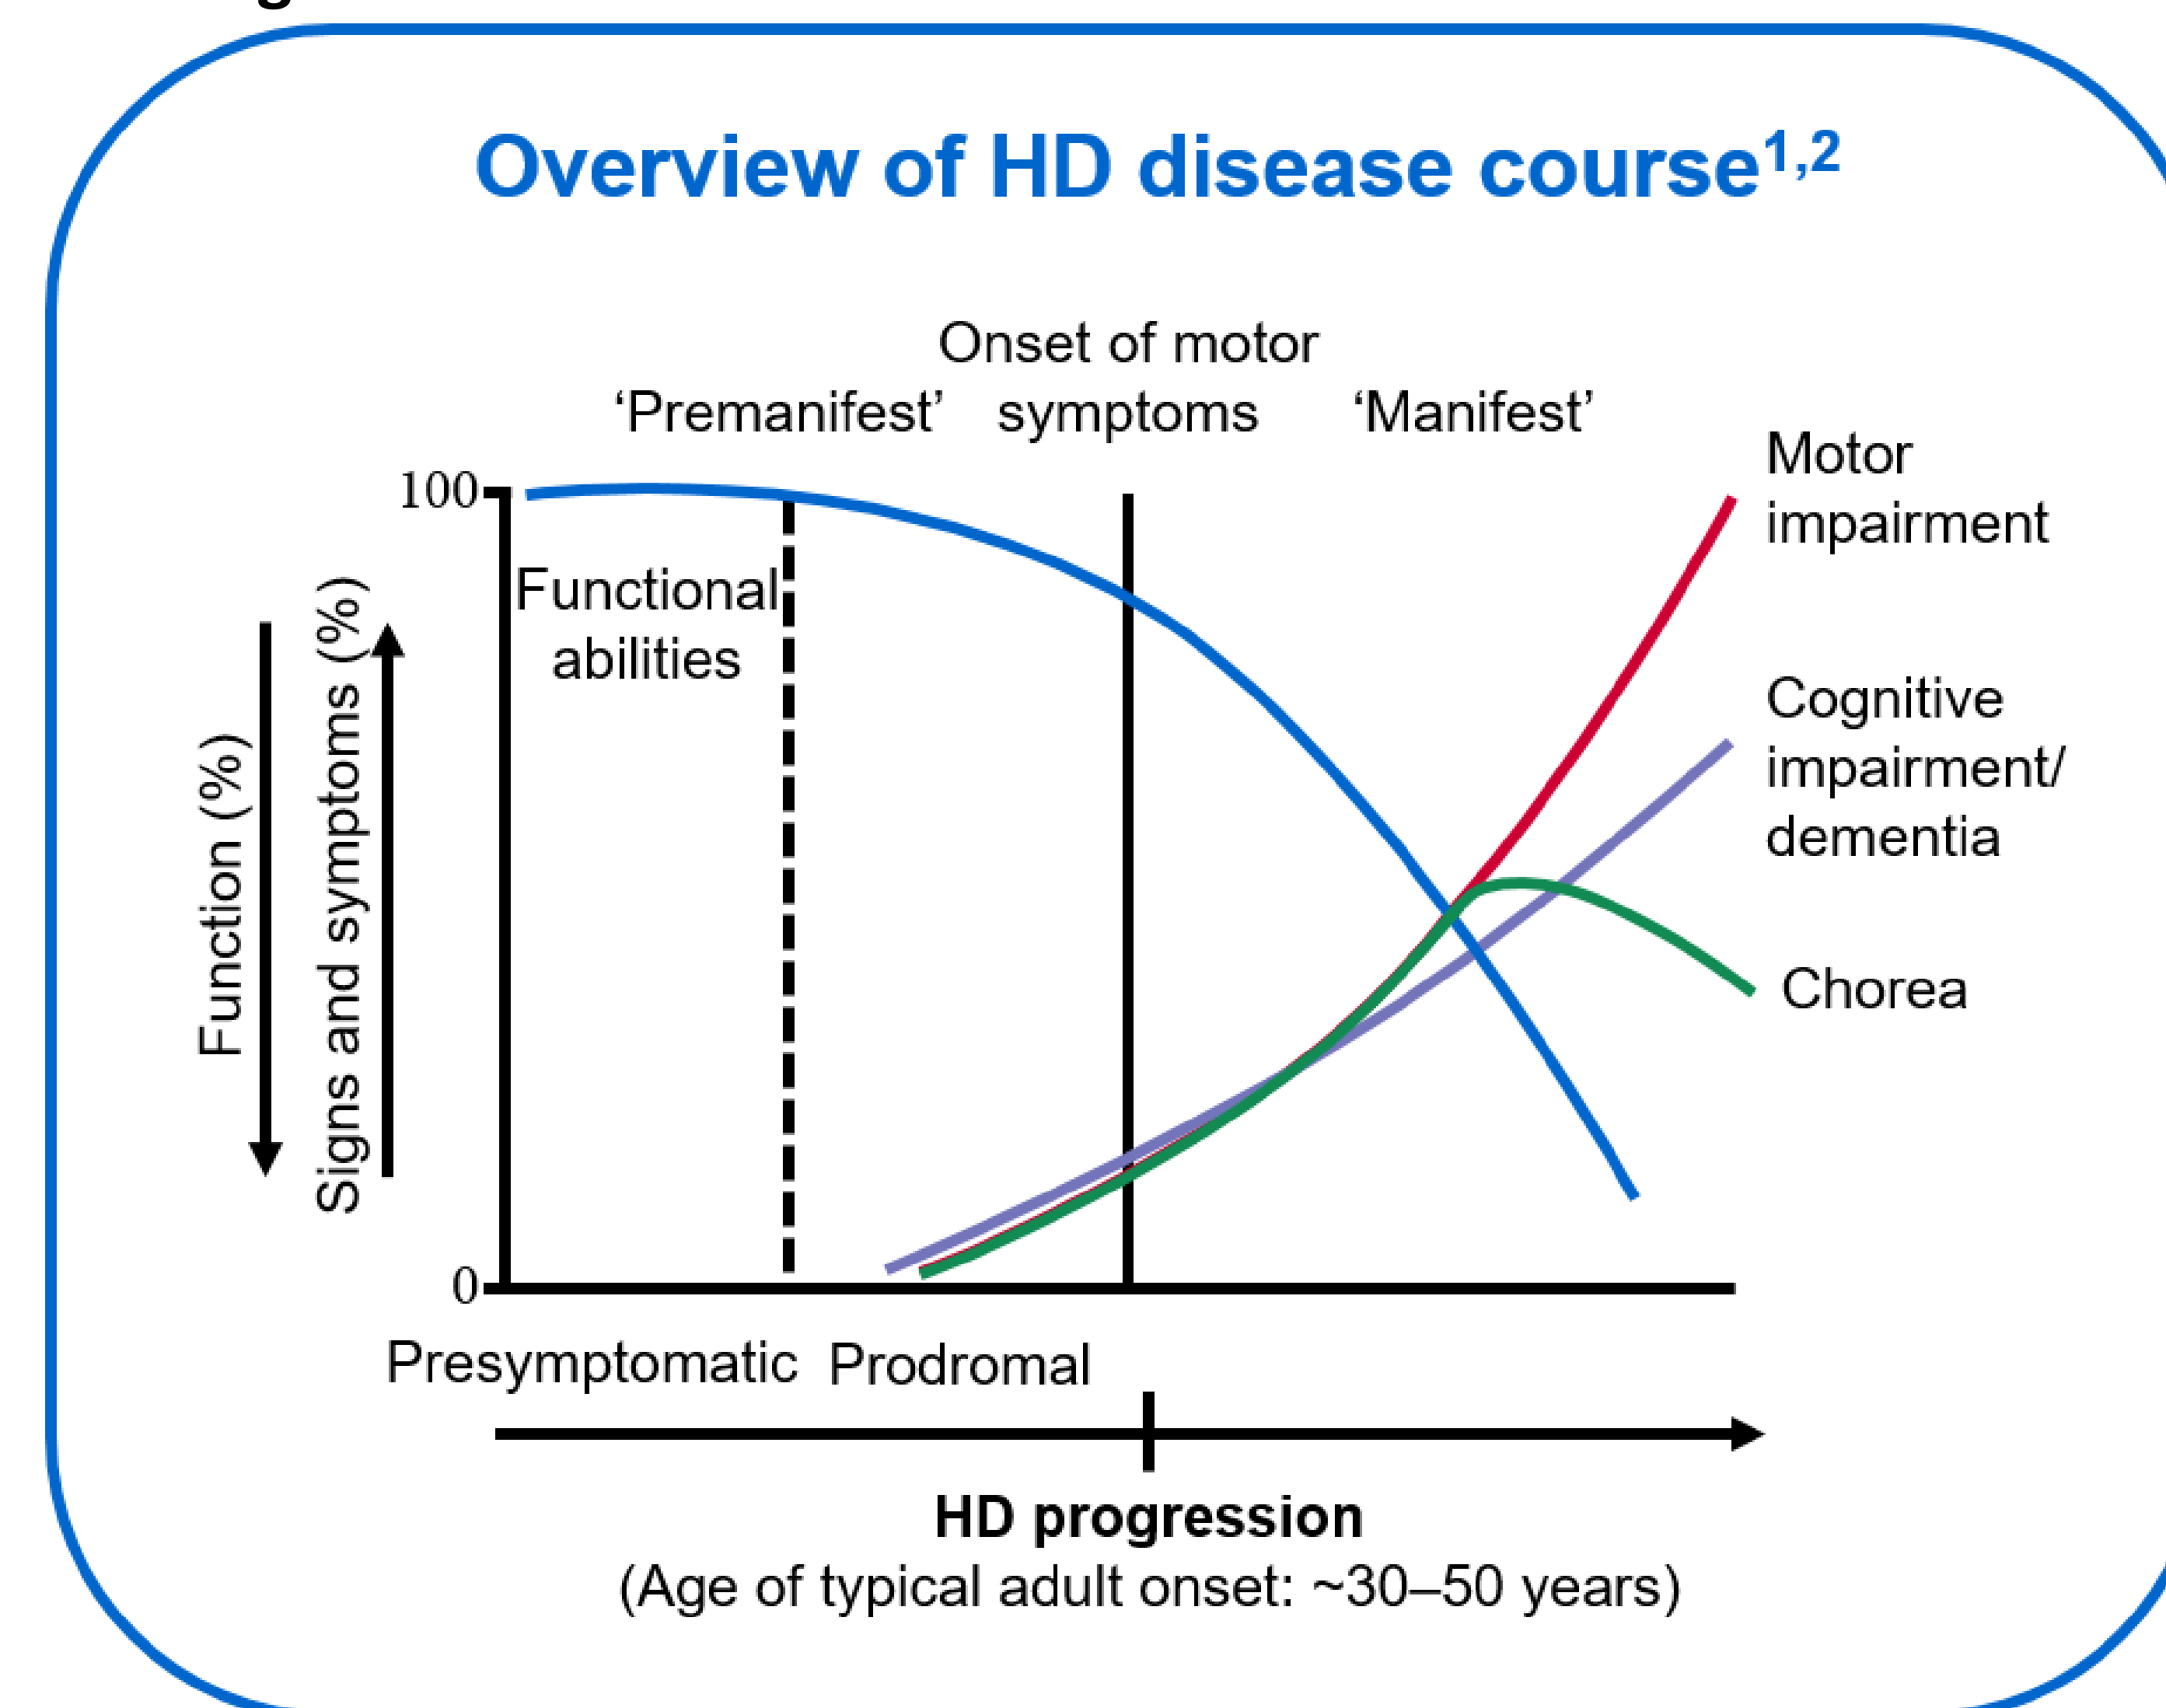 Overview of HD disease course1,2
Onset of motor
‘Premanifest’ symptoms ‘Manifest’
Motor
impairment
100
Functional
abilities
Cognitive
impairment/
dementia
Chorea
Function (%)
Signs and symptoms (%)
0
Presymptomatic Prodromal
HD progression
(Age of typical adult onset: ~30–50 years)